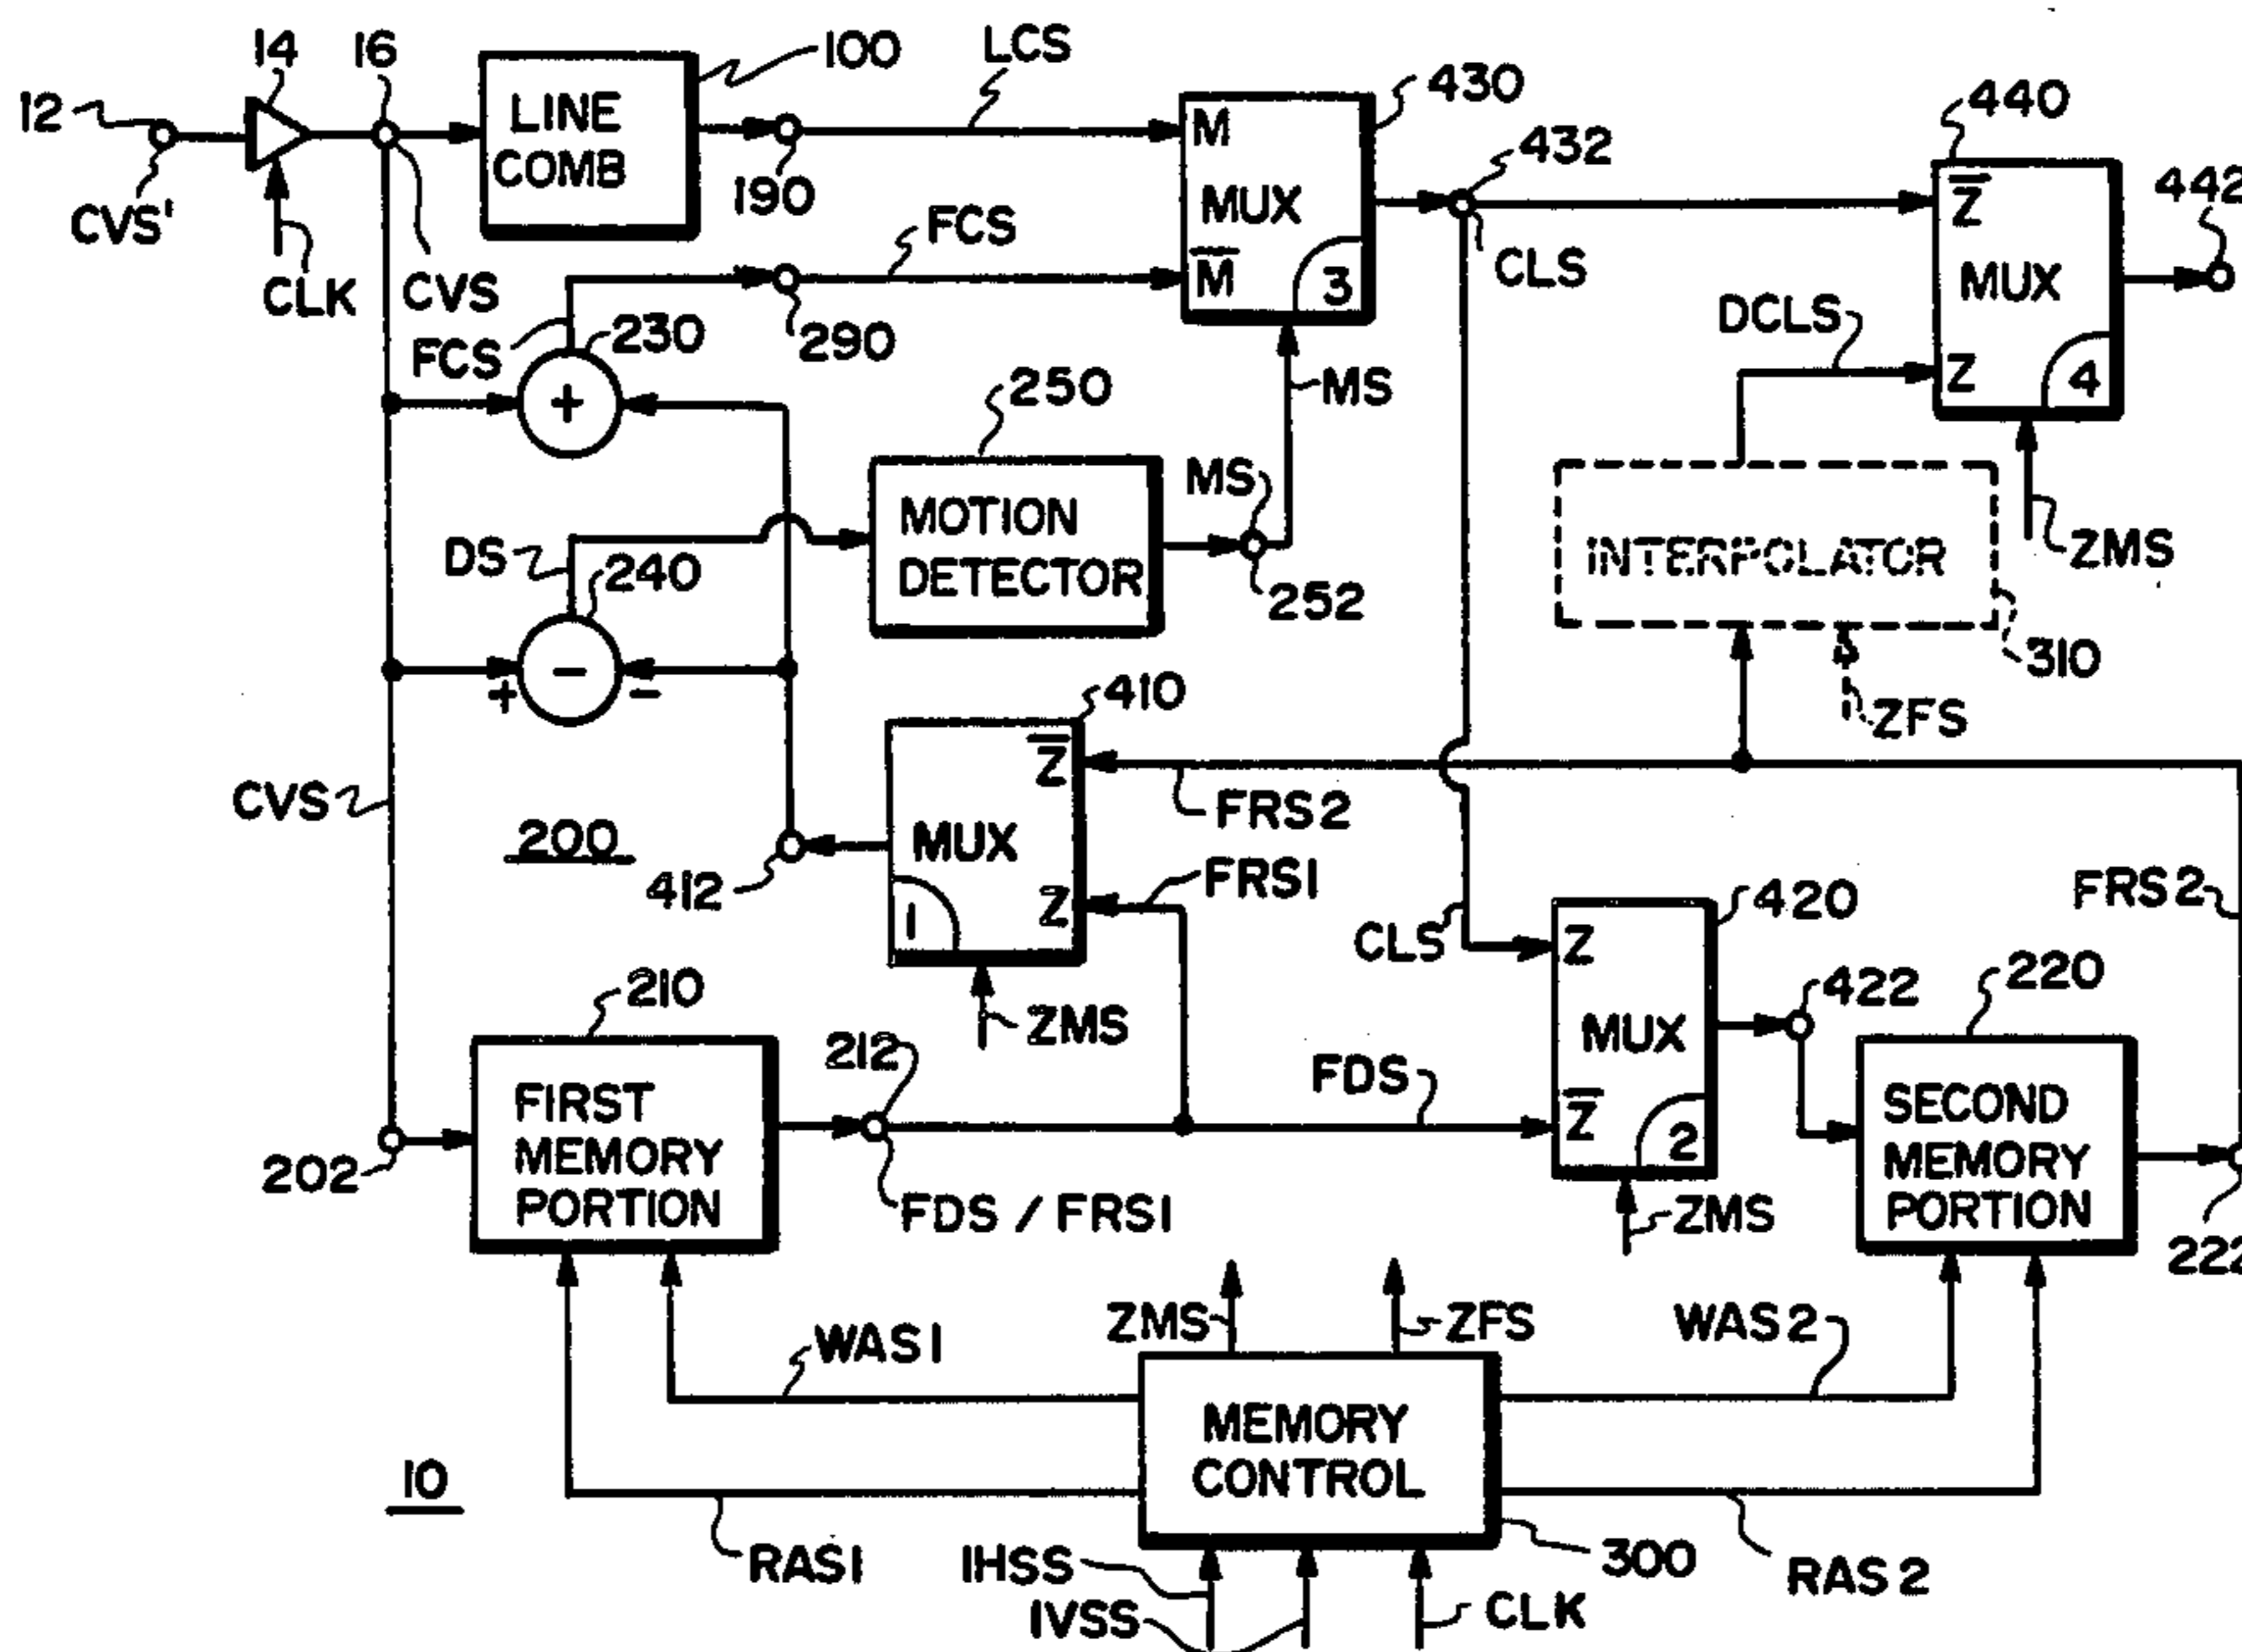 14
16
100
LCS
430
440
12
LINE
COMB
M
432
Z
442
CVS'
190
MUX
FCS
CLK
CVS
M
3
CLS
MUX
FCS
230
290
DCLS
Z
4
+
250
MS
MS
MOTION
DETECTOR
INTERPOLATOR
ZMS
DS
240
252
310
-
+
-
410
ZFS
Z
CVS
200
MUX
FRS2
412
Z
FRS1
1
420
FRS2
CLS
Z
210
ZMS
212
422
220
MUX
FDS
FIRST
MEMORY
PORTION
Z
2
SECOND
MEMORY
PORTION
202
FDS / FRS1
ZMS
222
ZMS
ZFS
WAS2
WAS1
MEMORY
CONTROL
10
RAS1
IHSS
IVSS
CLK
300
RAS2